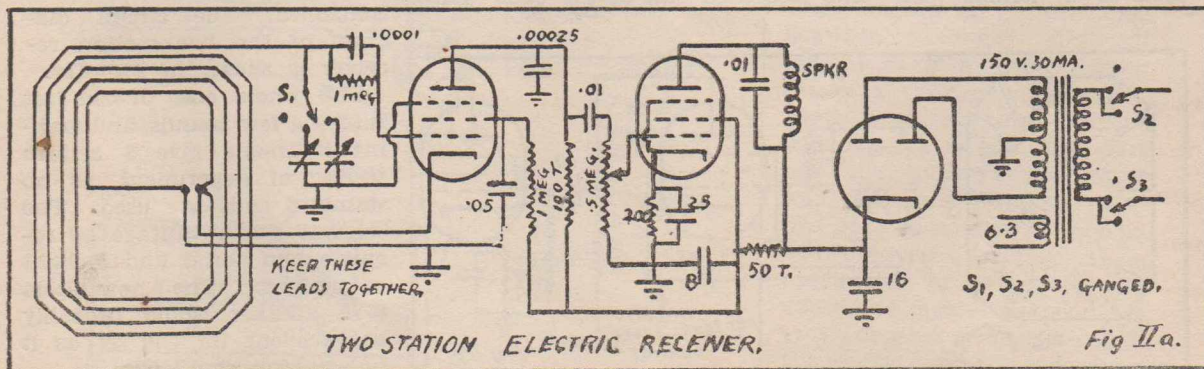 .0001
1 MEG
S1
KEEP THESE
LEADS TOGETHER.
.00025
.05
1 MEG
100 T
.01
.5 MEG.
200
25
8
.01
SPKR
50 T.
16
150 V. 30 MA.
6.3
S2
S3
S1, S2, S3, GANGED.
TWO STATION ELECTRIC RECEIVER.
Fig IIa.